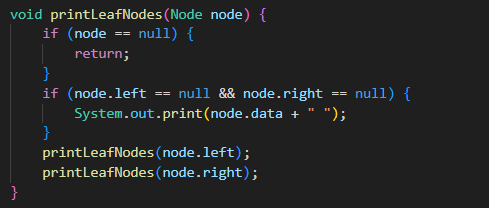 void printLeafNodes(Node node) {
    if (node == null) {
        return;
    }
    if (node.left == null && node.right == null) {
        System.out.print(node.data + " ");
    }
    printLeafNodes(node.left);
    printLeafNodes(node.right);
}